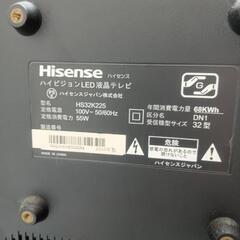 Hisense ハイセンス
ハイビジョンLED液晶テレビ
ハイセンスジャパン株式会社
型名 HS32K225
定格電源 100V~50/60Hz
定格消費電力 55W
製造番号
年間消費電力量 68KWh
区分名 DN1
受信機型サイズ 32型
G
危険
ハイセンスジャパン㈱
MADE IN CHINA